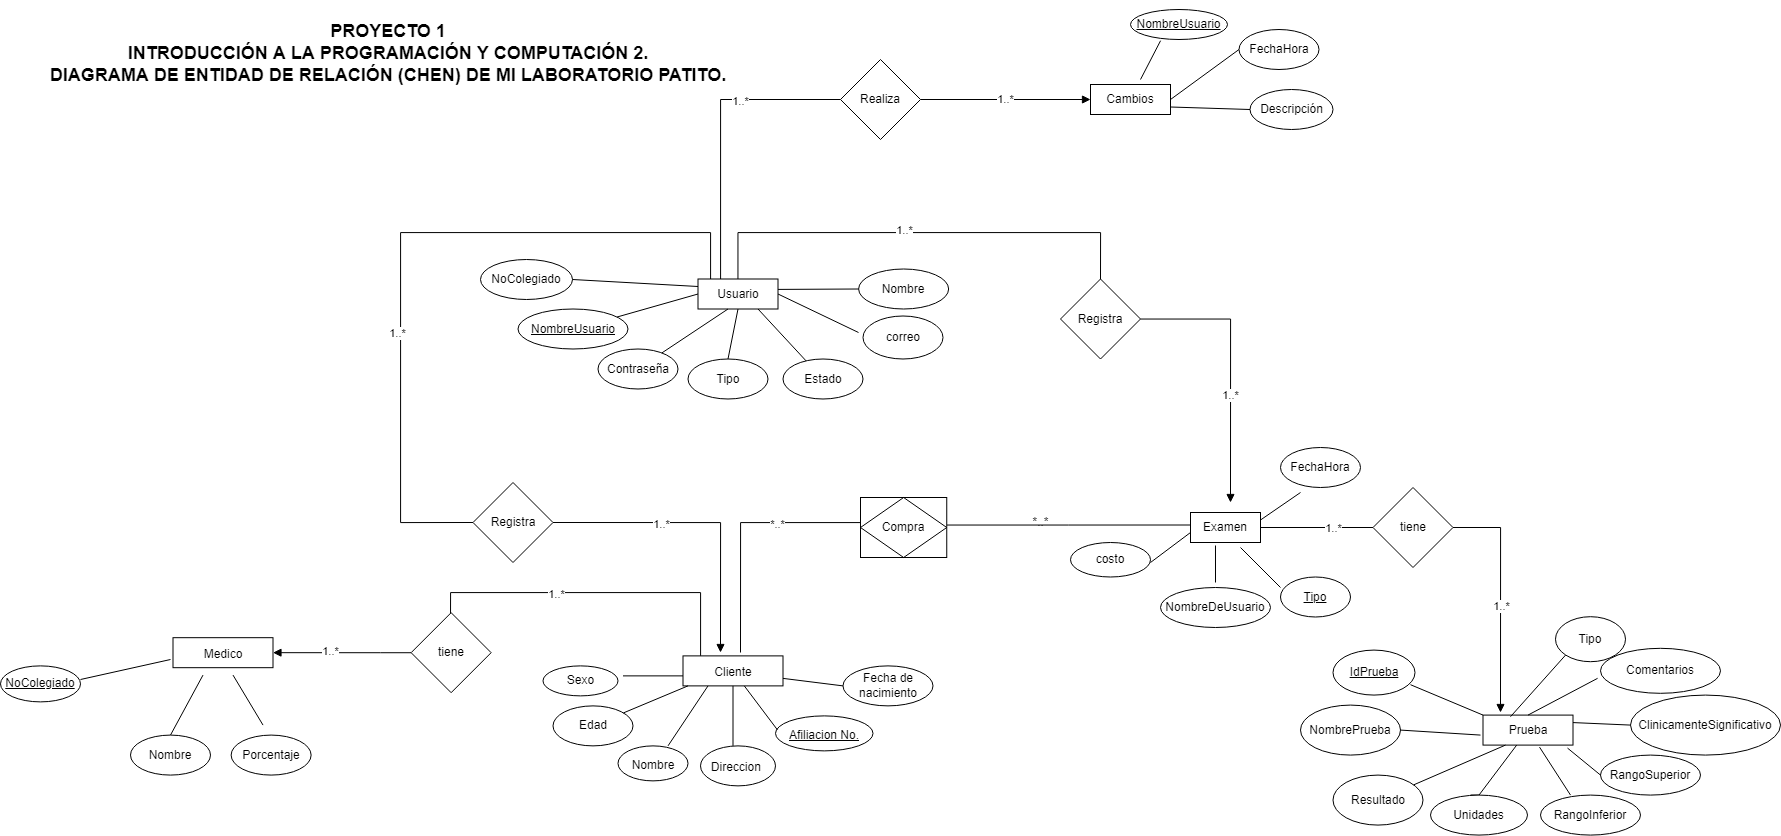 PROYECTO 1
INTRODUCCIÓN A LA PROGRAMACIÓN Y COMPUTACIÓN 2.
DIAGRAMA DE ENTIDAD DE RELACIÓN (CHEN) DE MI LABORATORIO PATITO.
NombreUsuario
FechaHora
1..*
Realiza
1..*
Cambios
Descripción
1..*
NoColegiado
Usuario
Nombre
NombreUsuario
correo
Contraseña
Tipo
Estado
1..*
Registra
1..*
FechaHora
Registra
1..*
*..*
Compra
*..*
Examen
1..*
tiene
costo
NombreDeUsuario
Tipo
1..*
1..*
Medico
1..*
tiene
NoColegiado
Nombre
Porcentaje
Sexo
Cliente
Fecha de
nacimiento
Edad
Afiliacion No.
Nombre
Direccion
Tipo
IdPrueba
Comentarios
NombrePrueba
Prueba
ClinicamenteSignificativo
RangoSuperior
Resultado
Unidades
RangoInferior